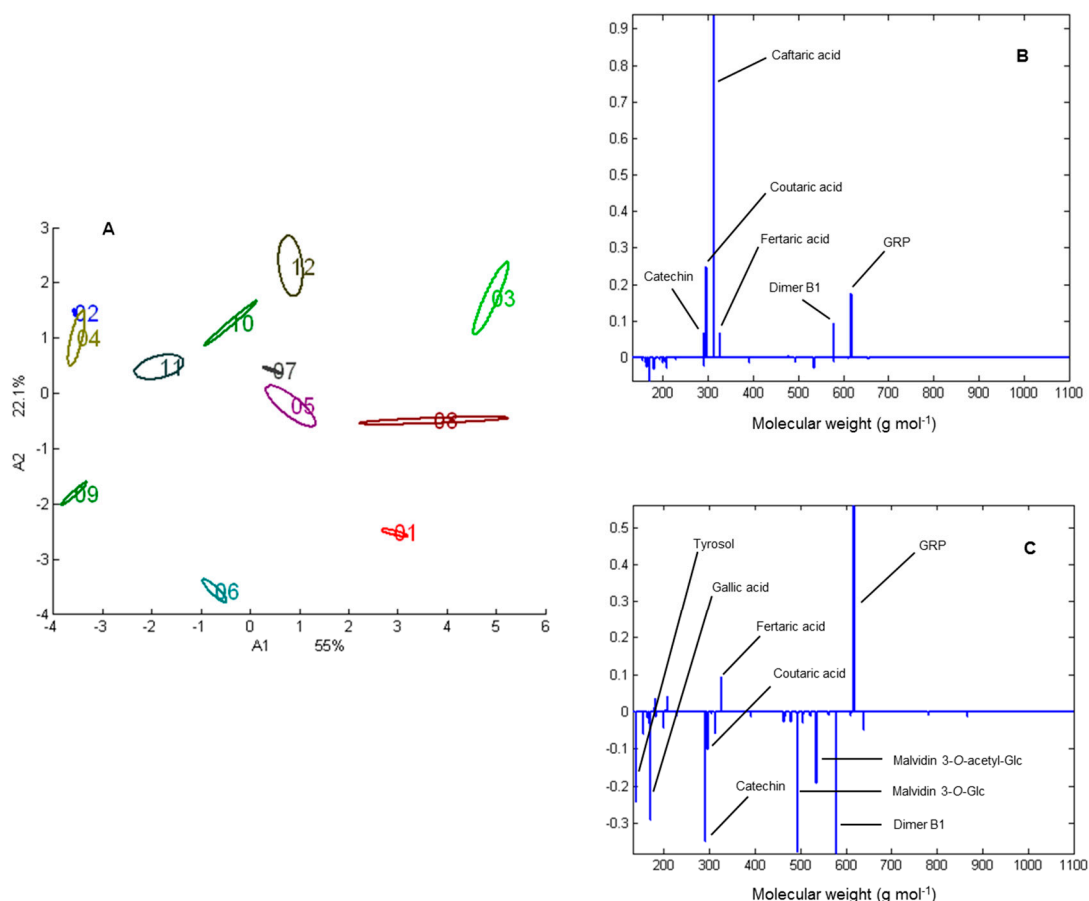 A
3
2
1
0
-1
-2
-3
-4
A2
22.1%
02
04
11
10
12
07
05
03
08
09
06
01
-4 -3 -2 -1 0 1 2 3 4 5 6
A1 55%
B
0.9
0.8
0.7
0.6
0.5
0.4
0.3
0.2
0.1
0
Caftaric acid
Coutaric acid
Fertaric acid
GRP
Catechin
Dimer B1
200 300 400 500 600 700 800 900 1000 1100
Molecular weight (g mol-1)
C
0.5
0.4
0.3
0.2
0.1
0
-0.1
-0.2
-0.3
Tyrosol
GRP
Gallic acid
Fertaric acid
Coutaric acid
Malvidin 3-O-acetyl-Glc
Catechin
Malvidin 3-O-Glc
Dimer B1
200 300 400 500 600 700 800 900 1000 1100
Molecular weight (g mol-1)